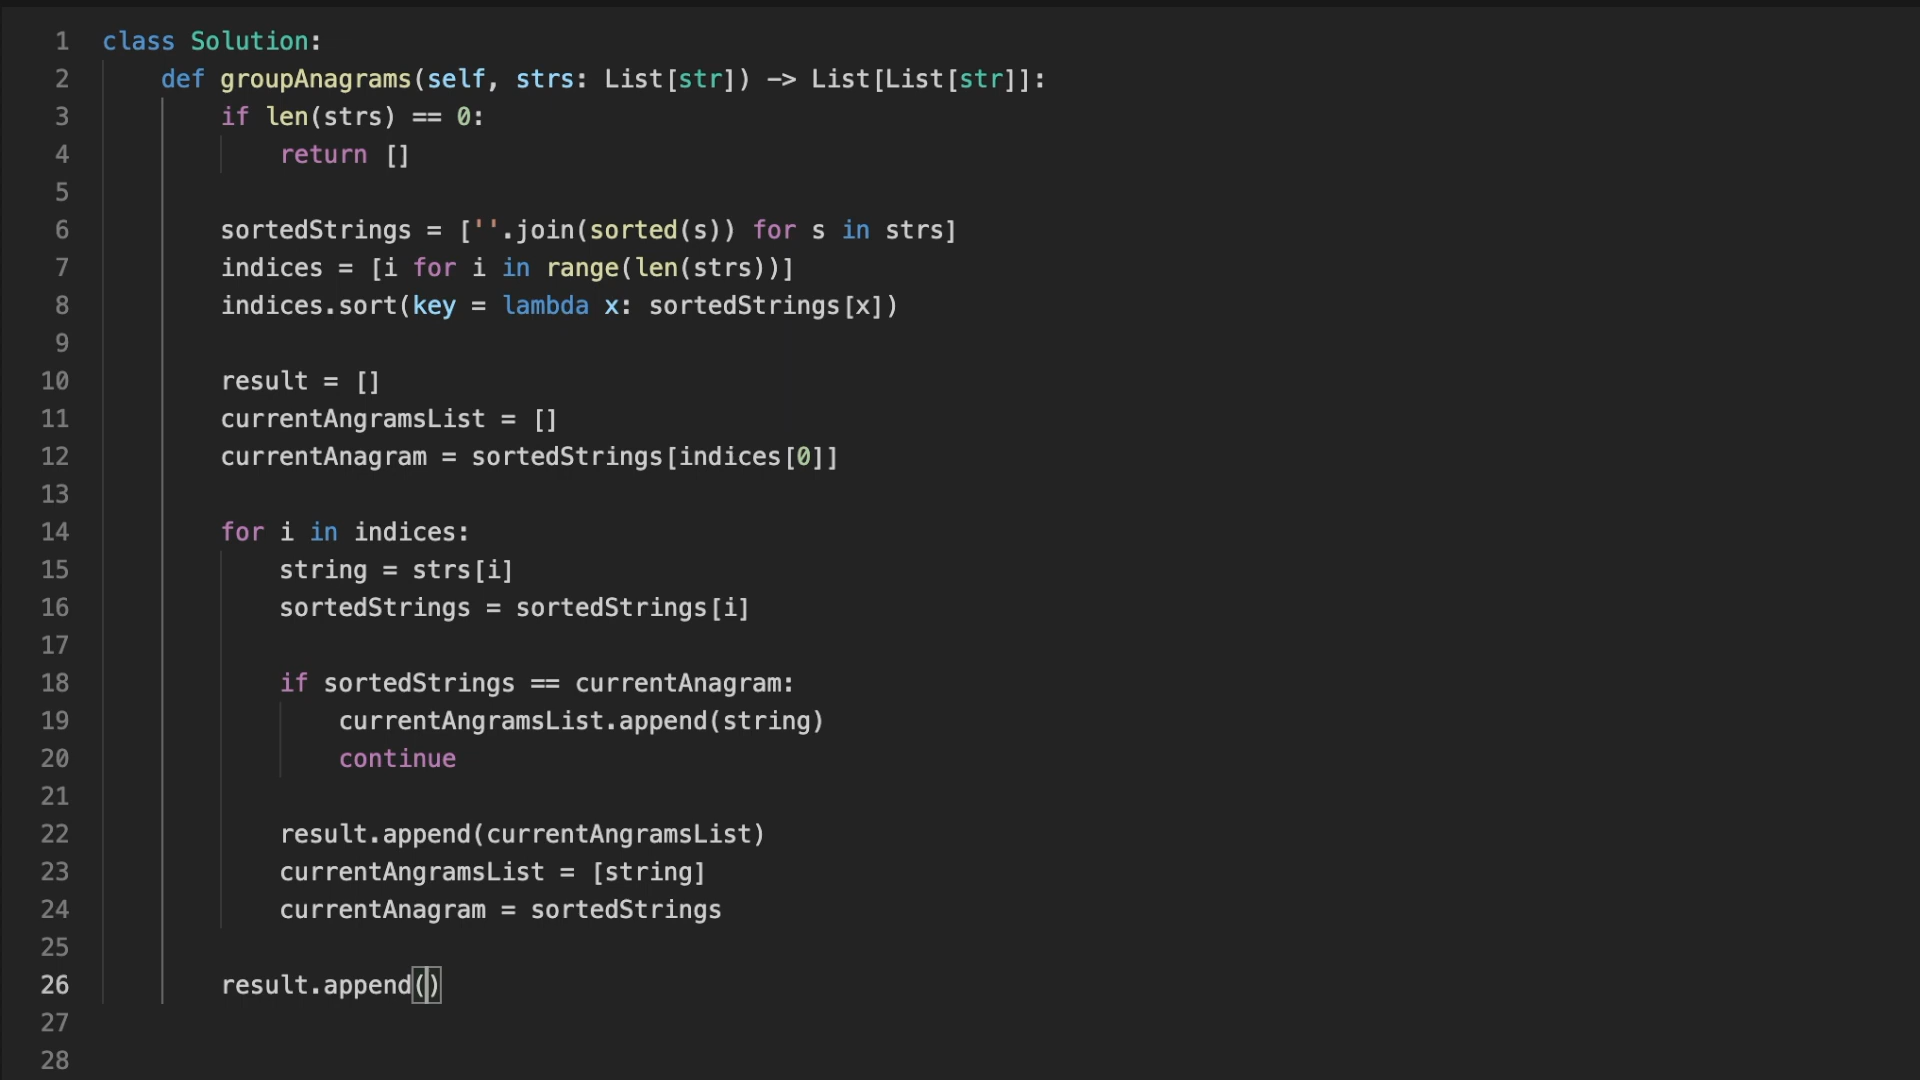 1 class Solution:
2 def groupAnagrams(self, strs: List[str]) -> List[List[str]]:
3 if len(strs) == 0:
4 return []
5
6 sortedStrings = [''.join(sorted(s)) for s in strs]
7 indices = [i for i in range(len(strs))]
8 indices.sort(key = lambda x: sortedStrings[x])
9
10 result = []
11 currentAngramsList = []
12 currentAnagram = sortedStrings[indices[0]]
13
14 for i in indices:
15 string = strs[i]
16 sortedStrings = sortedStrings[i]
17
18 if sortedStrings == currentAnagram:
19 currentAngramsList.append(string)
20 continue
21
22 result.append(currentAngramsList)
23 currentAngramsList = [string]
24 currentAnagram = sortedStrings
25
26 result.append()
27
28